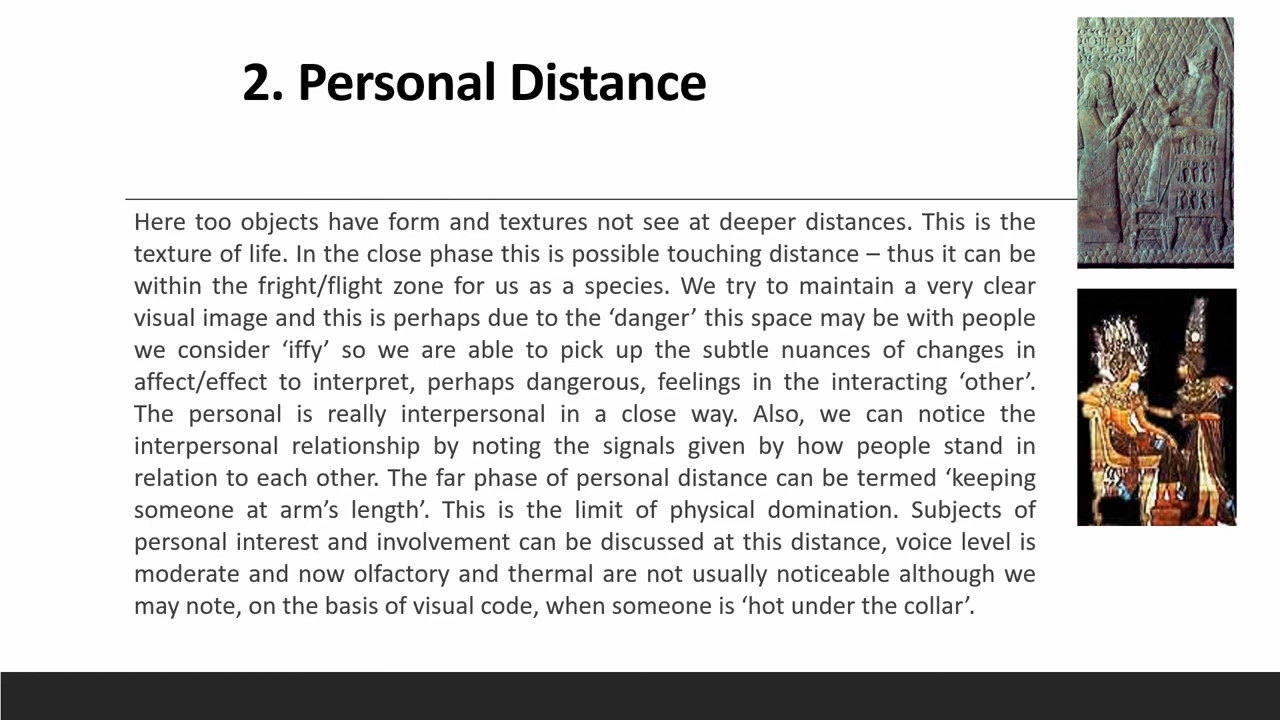 2. Personal Distance
Here too objects have form and textures not see at deeper distances. This is the
texture of life. In the close phase this is possible touching distance – thus it can be
within the fright/flight zone for us as a species. We try to maintain a very clear
visual image and this is perhaps due to the ‘danger’ this space may be with people
we consider ‘iffy’ so we are able to pick up the subtle nuances of changes in
affect/effect to interpret, perhaps dangerous, feelings in the interacting ‘other’.
The personal is really interpersonal in a close way. Also, we can notice the
interpersonal relationship by noting the signals given by how people stand in
relation to each other. The far phase of personal distance can be termed ‘keeping
someone at arm’s length’. This is the limit of physical domination. Subjects of
personal interest and involvement can be discussed at this distance, voice level is
moderate and now olfactory and thermal are not usually noticeable although we
may note, on the basis of visual code, when someone is ‘hot under the collar’.